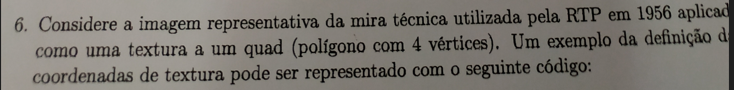 6. Considere a imagem representativa da mira técnica utilizada pela RTP em 1956 aplicad
como uma textura a um quad (polígono com 4 vértices). Um exemplo da definição d
coordenadas de textura pode ser representado com o seguinte código: